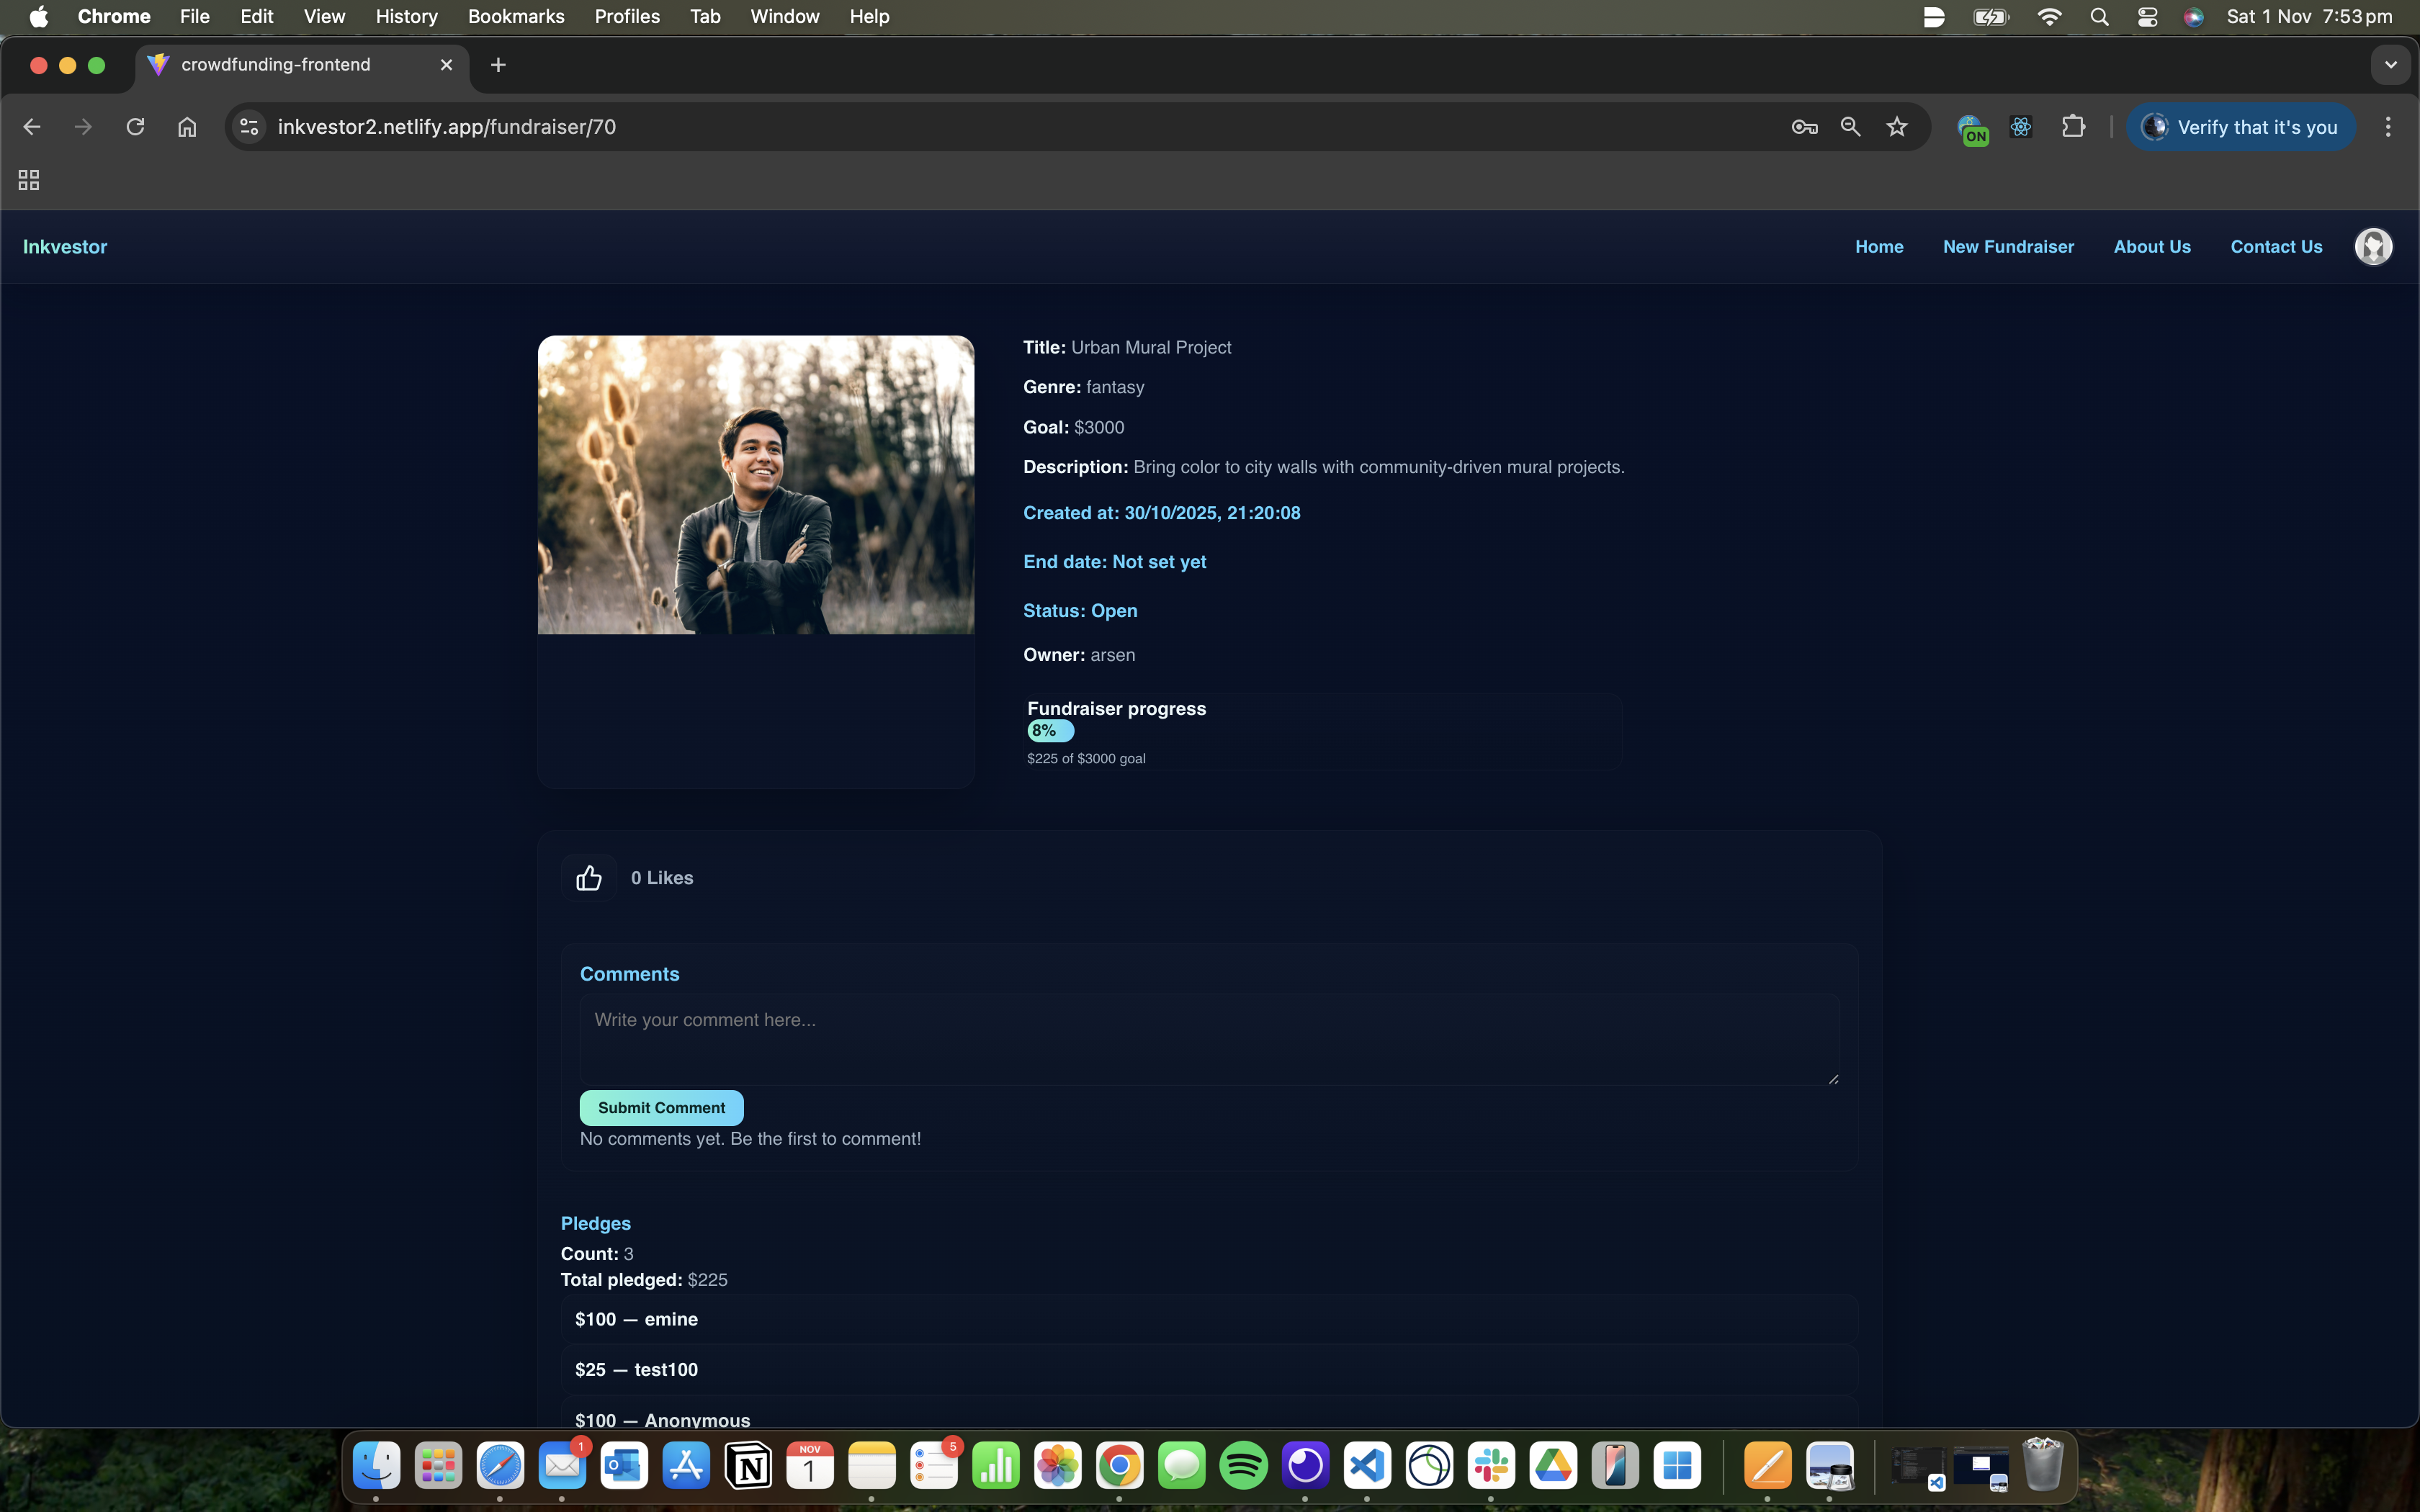 Chrome File Edit View History Bookmarks Profiles Tab Window Help Sat 1 Nov 7:53 pm
crowdfunding-frontend
inkvestor2.netlify.app/fundraiser/70 ON Verify that it's you
Inkvestor Home New Fundraiser About Us Contact Us
Title: Urban Mural Project
Genre: fantasy
Goal: $3000
Description: Bring color to city walls with community-driven mural projects.
Created at: 30/10/2025, 21:20:08
End date: Not set yet
Status: Open
Owner: arsen
Fundraiser progress
8%
$225 of $3000 goal
0 Likes
Comments
Write your comment here...
Submit Comment
No comments yet. Be the first to comment!
Pledges
Count: 3
Total pledged: $225
$100 — emine
$25 — test100
$100 — Anonymous
1 NOV 5
1